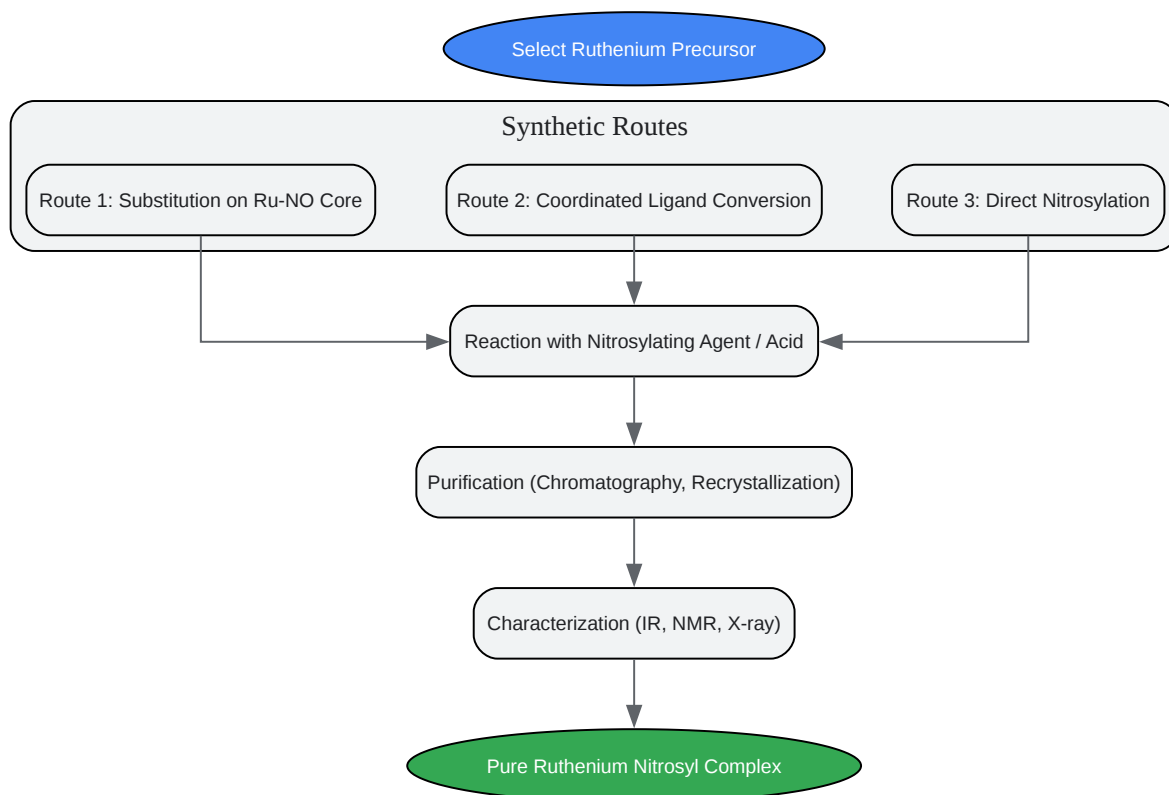 Select Ruthenium Precursor
Synthetic Routes
Route 1: Substitution on Ru-NO Core
Route 2: Coordinated Ligand Conversion
Route 3: Direct Nitrosylation
Reaction with Nitrosylating Agent / Acid
Purification (Chromatography, Recrystallization)
Characterization (IR, NMR, X-ray)
Pure Ruthenium Nitrosyl Complex